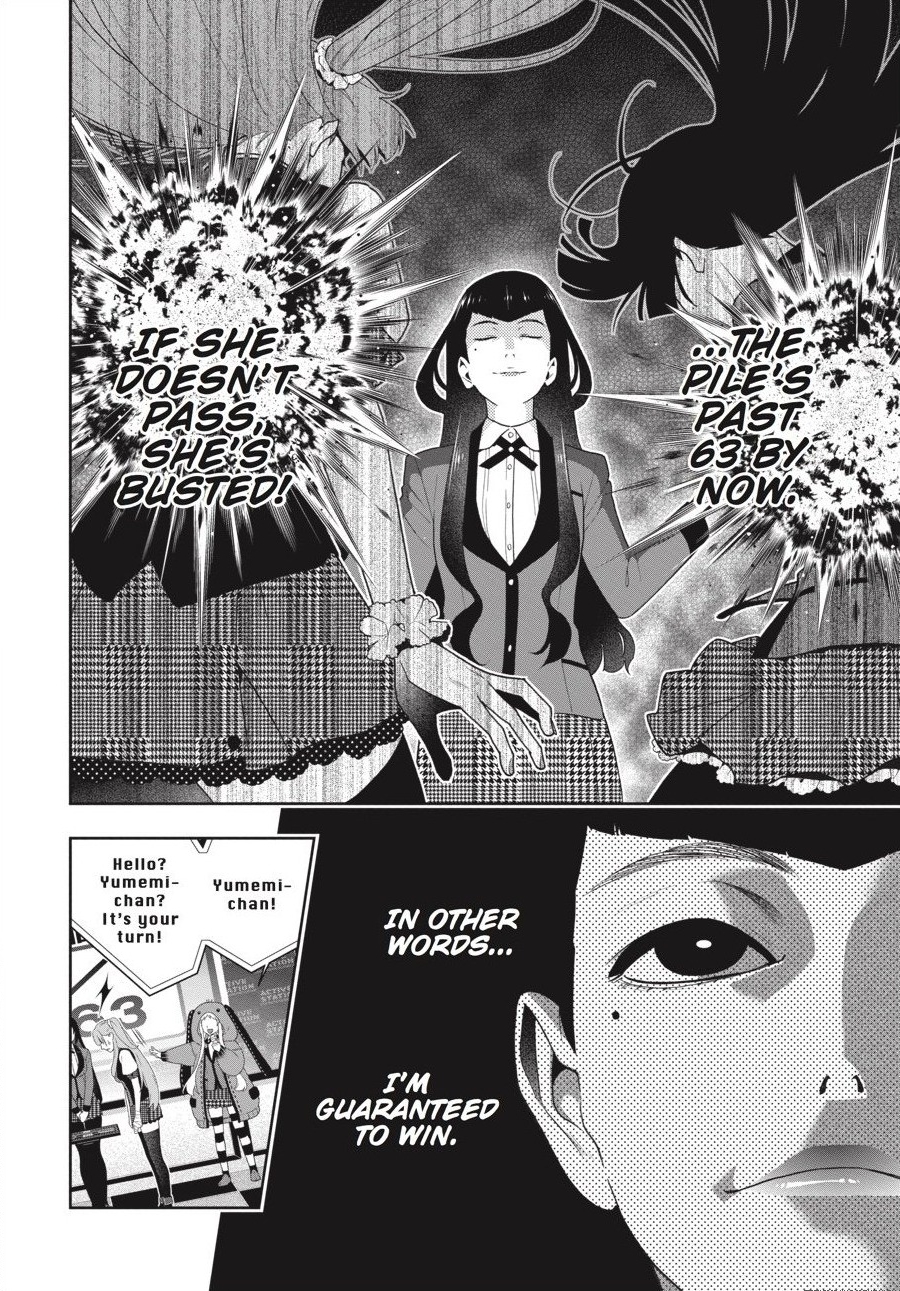 ...THE
PILE'S
PAST
63 BY
NOW.
IF SHE
DOESN'T
PASS,
SHE'S
BUSTED!
IN OTHER
WORDS...
I'M
GUARANTEED
TO WIN.
Yumemi-
chan!
Hello?
Yumemi-
chan?
It's your
turn!
63
ACTIVE